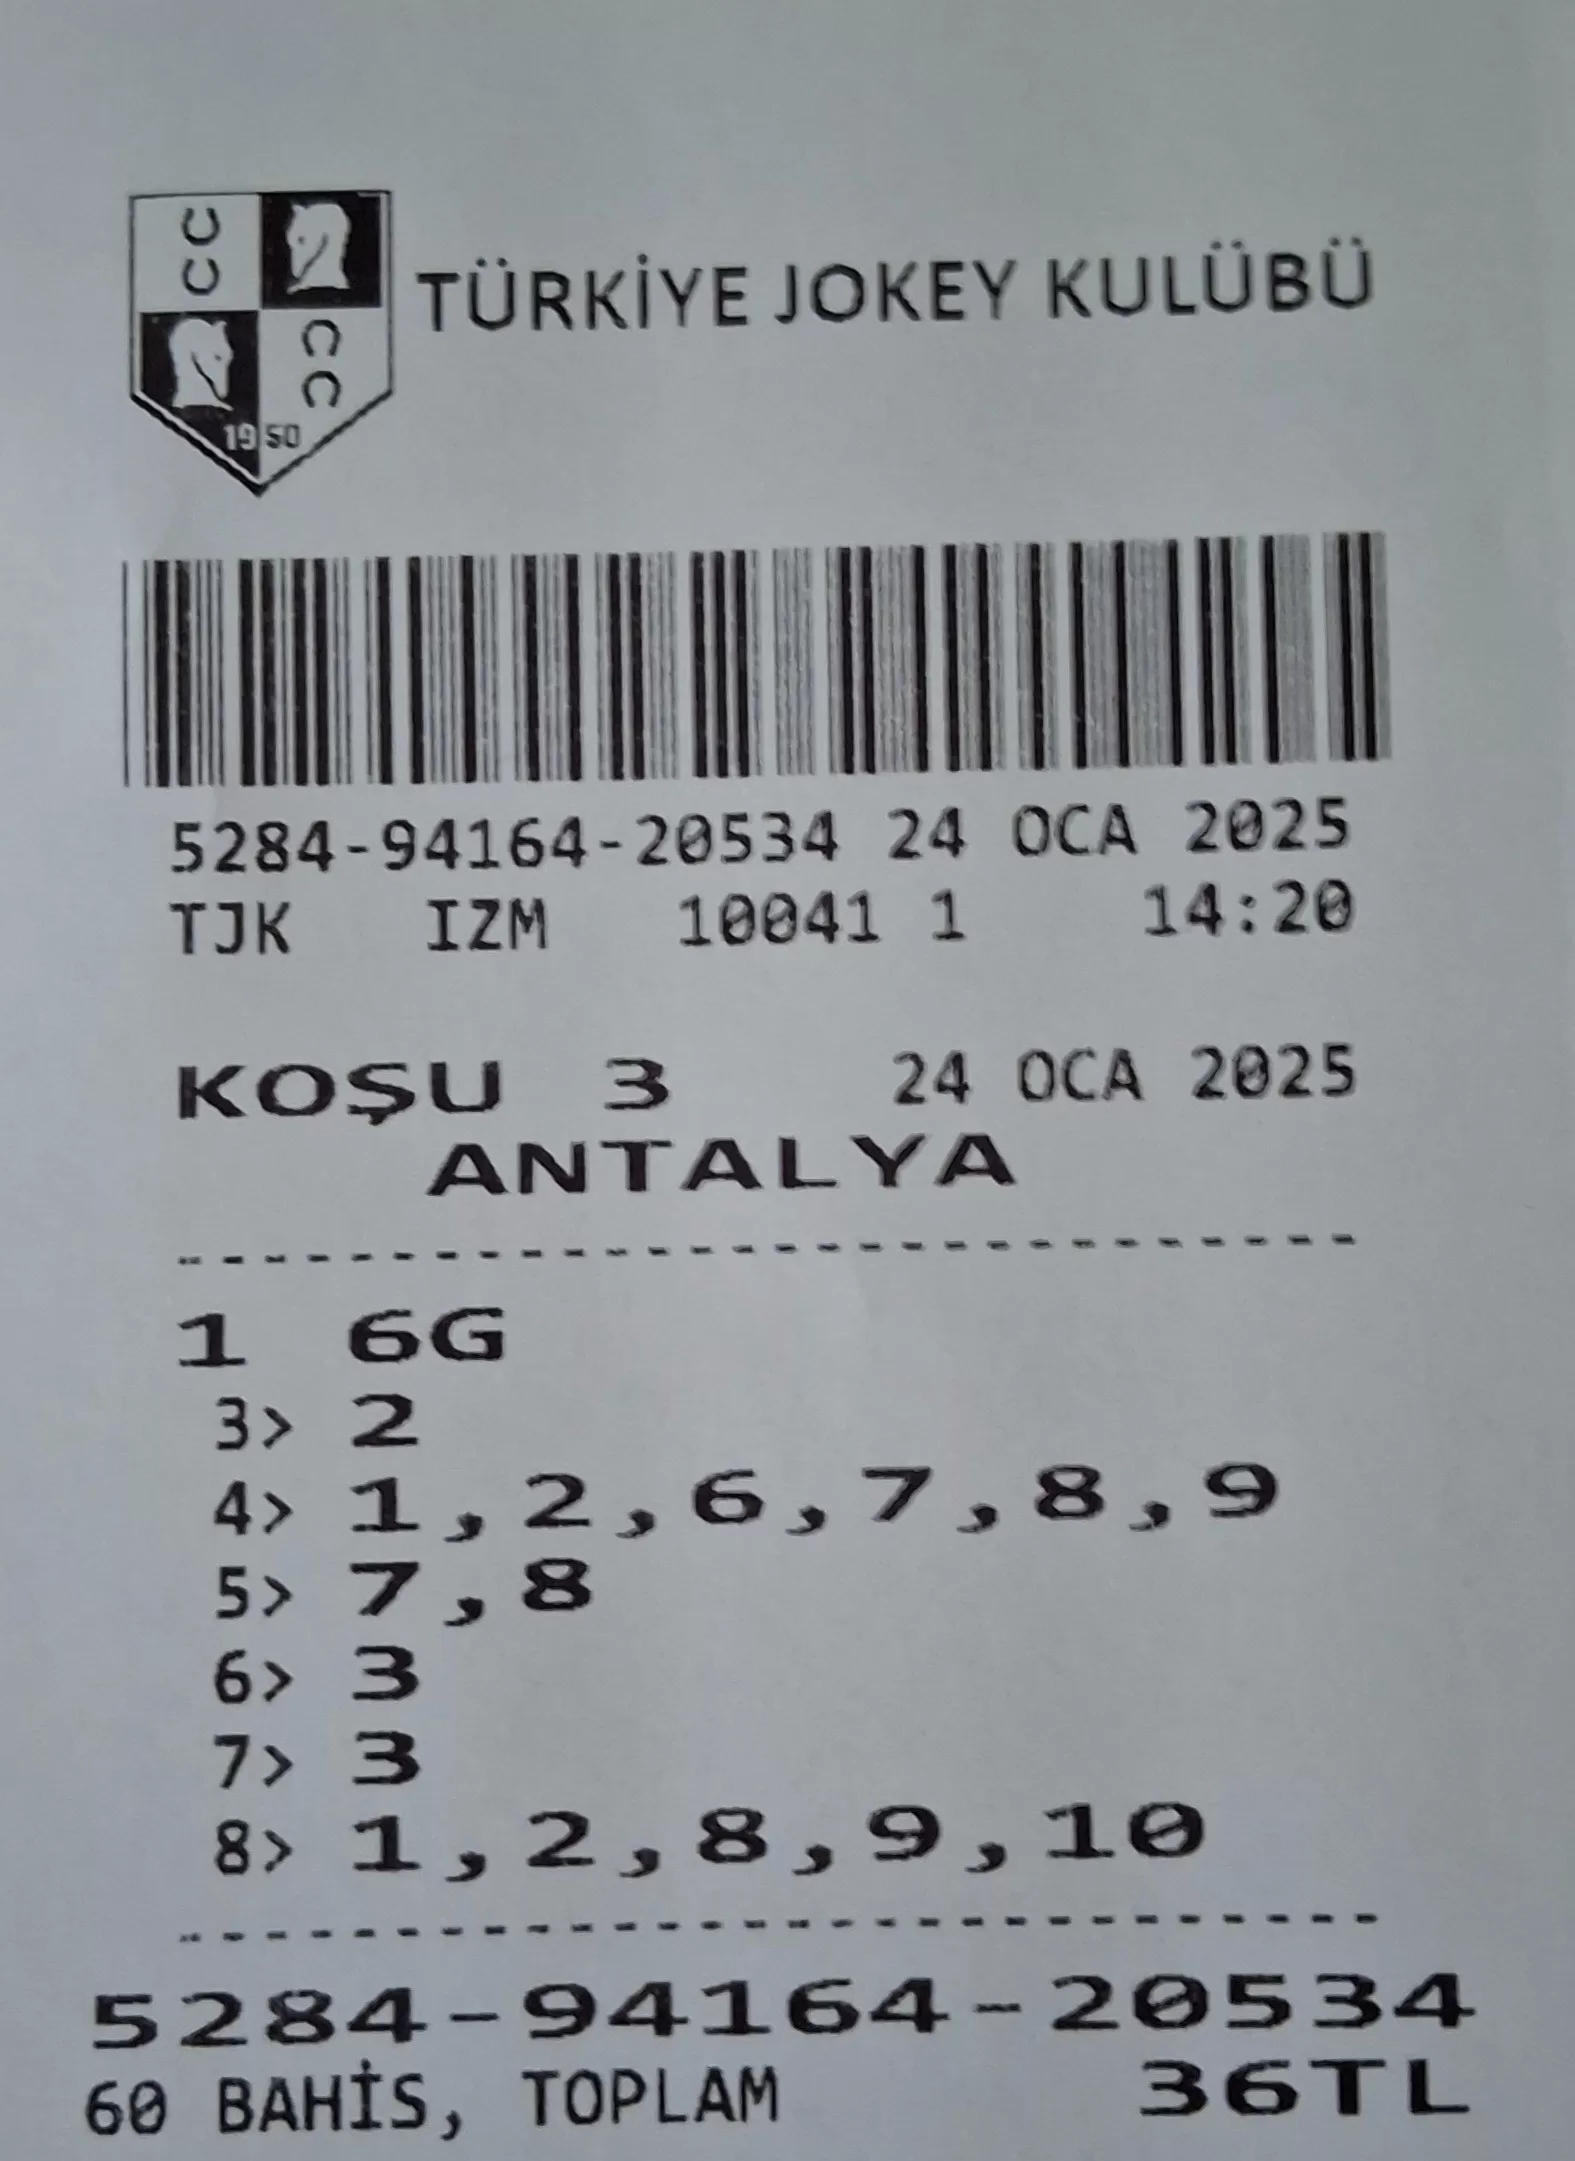 TÜRKİYE JOKEY KULÜBÜ
1950
5284-94164-20534 24 OCA 2025
TJK IZM 10041 1 14:20
KOŞU 3 24 OCA 2025
ANTALYA
1 6G
3> 2
4> 1,2,6,7,8,9
5> 7,8
6> 3
7> 3
8> 1,2,8,9,10
5284-94164-20534
60 BAHİS, TOPLAM 36TL